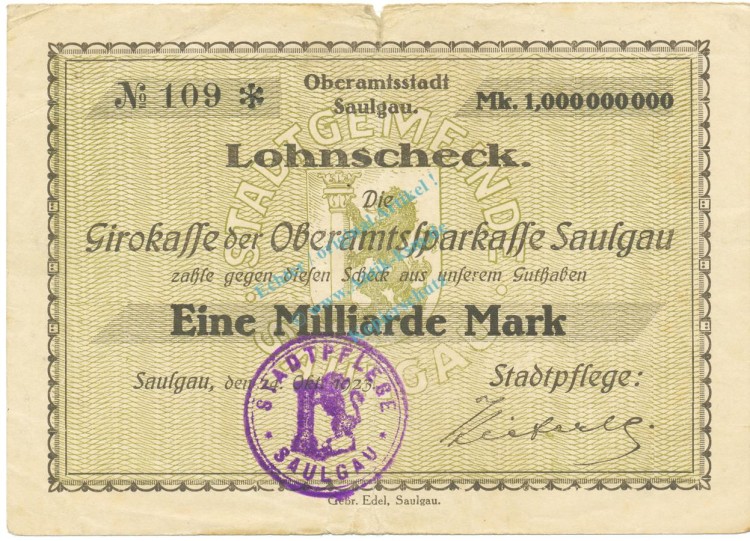 № 109 *
Oberamtsstadt
Saulgau.
Mk. 1,000000000
Lohnscheck.
Die
Girokasse der Oberamtssparkasse Saulgau
zahle gegen diesen Scheck aus unserem Guthaben
Eine Milliarde Mark
Saulgau, den 24. Okt. 1923.
Stadtpflege:
STADTPFLEGE
* SAULGAU *
STADTGEMEINDE
SAULGAU
Gebr. Edel, Saulgau.